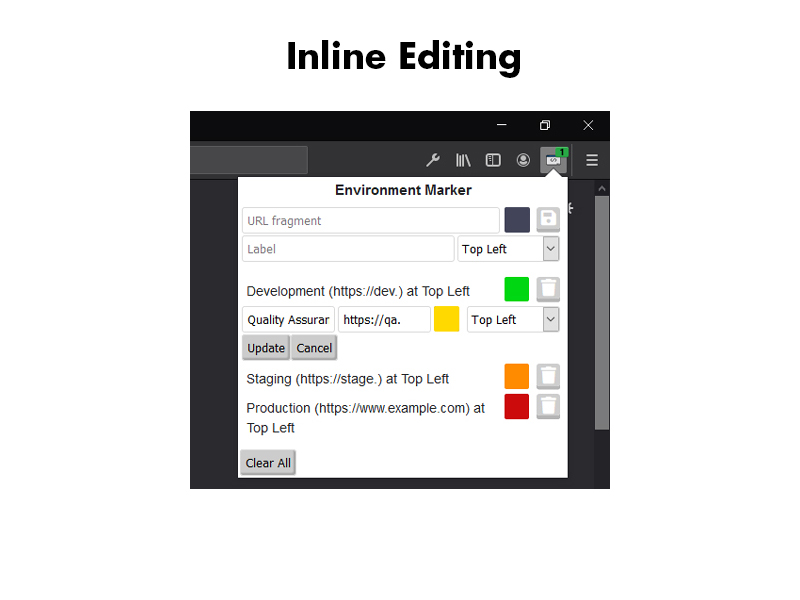 Inline Editing
1
Environment Marker
URL fragment
Label
Top Left
Development (https://dev.) at Top Left
Quality Assurar
https://qa.
Top Left
Update
Cancel
Staging (https://stage.) at Top Left
Production (https://www.example.com) at
Top Left
Clear All